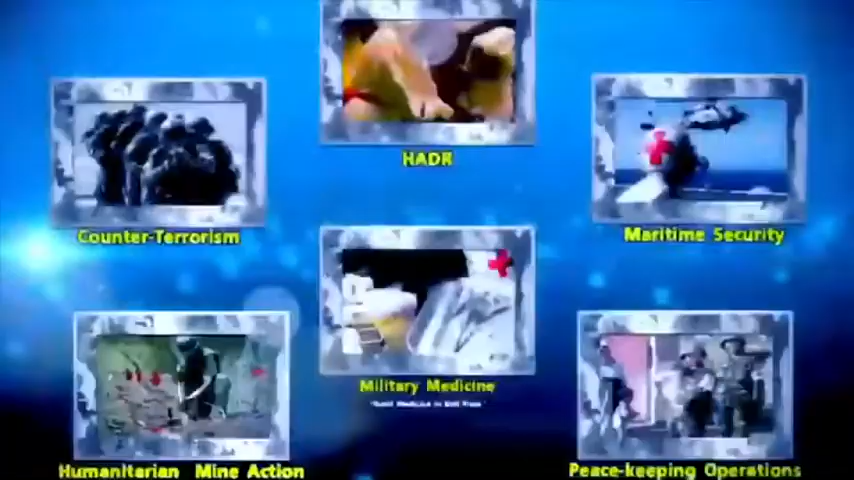 HADR
Counter-Terrorism
Maritime Security
Military Medicine
Humanitarian Mine Action
Peace-keeping Operations